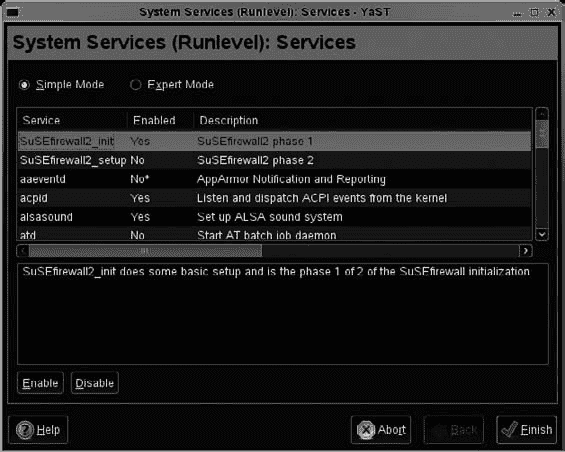 System Services (Runlevel): Services - YaST
System Services (Runlevel): Services
Simple Mode Expert Mode
Service Enabled Description
SuSEfirewall2_init Yes SuSEfirewall2 phase 1
SuSEfirewall2_setup No SuSEfirewall2 phase 2
aaeventd No* AppArmor Notification and Reporting
acpid Yes Listen and dispatch ACPI events from the kernel
alsasound Yes Set up ALSA sound system
atd No Start AT batch job daemon
SuSEfirewall2_init does some basic setup and is the phase 1 of 2 of the SuSEfirewall initialization
Enable Disable
Help Abort Back Finish